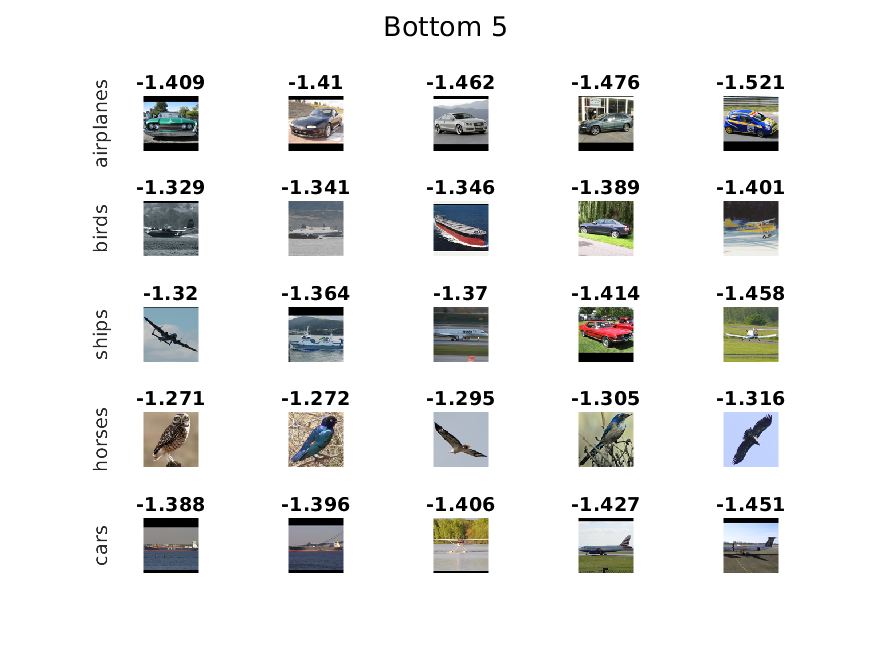 Bottom 5
airplanes
-1.409 -1.41 -1.462 -1.476 -1.521
birds
-1.329 -1.341 -1.346 -1.389 -1.401
ships
-1.32 -1.364 -1.37 -1.414 -1.458
horses
-1.271 -1.272 -1.295 -1.305 -1.316
cars
-1.388 -1.396 -1.406 -1.427 -1.451